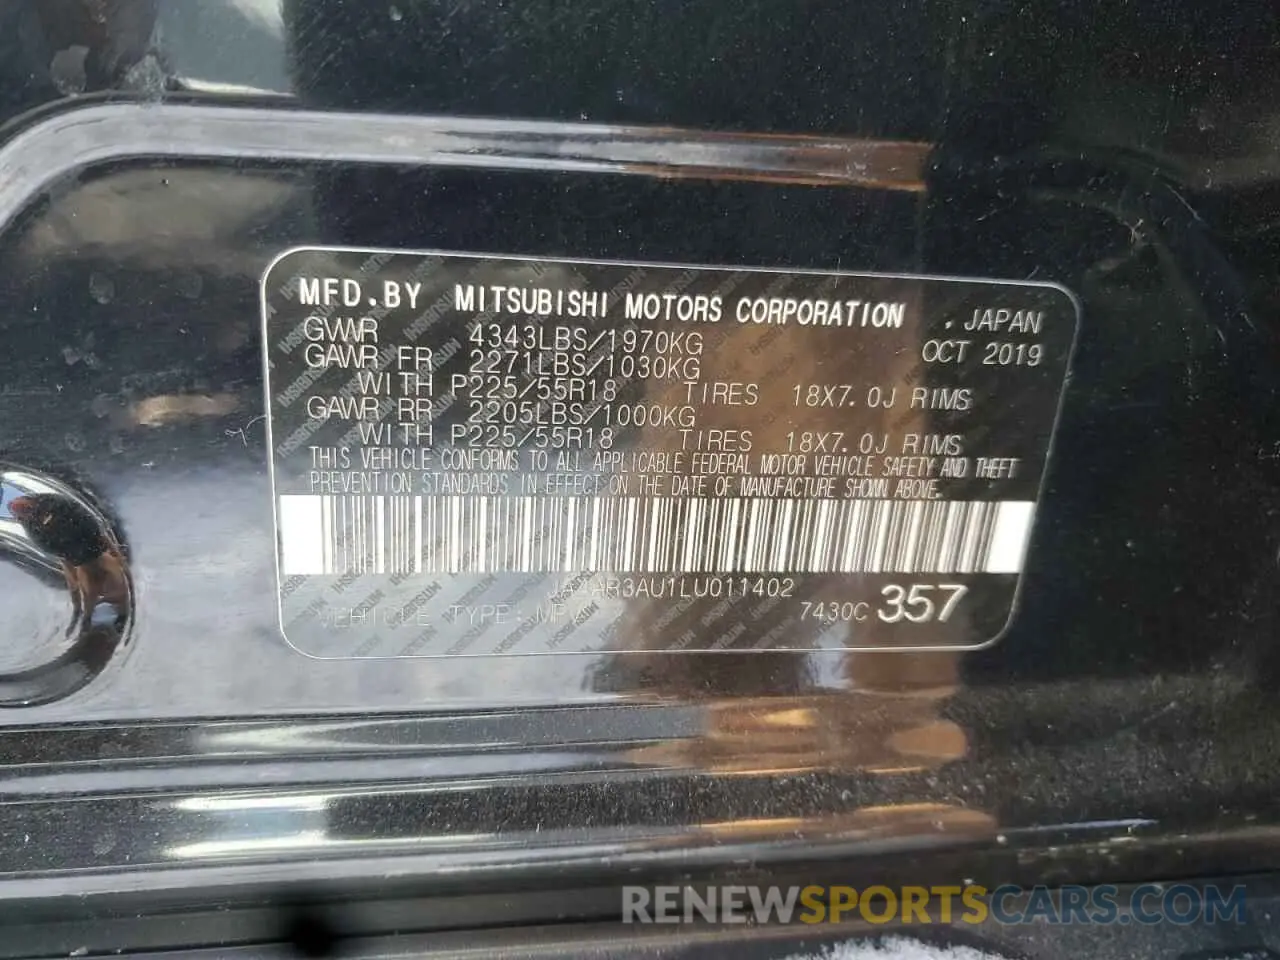 MFD.BY MITSUBISHI MOTORS CORPORATION . JAPAN
GVWR 4343LBS/1970KG OCT 2019
GAWR FR 2271LBS/1030KG
WITH P225/55R18 TIRES 18X7.0J RIMS
GAWR RR 2205LBS/1000KG
WITH P225/55R18 TIRES 18X7.0J RIMS
THIS VEHICLE CONFORMS TO ALL APPLICABLE FEDERAL MOTOR VEHICLE SAFETY AND THEFT
PREVENTION STANDARDS IN EFFECT ON THE DATE OF MANUFACTURE SHOWN ABOVE.
VEHICLE TYPE: 7430C 357
RENEWSPORTSCARS.COM